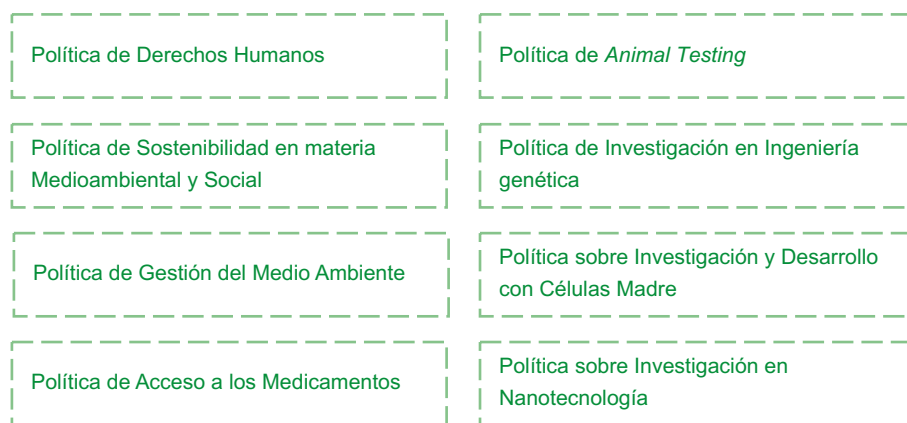 Política de Derechos Humanos
Política de Animal Testing
Política de Sostenibilidad en materia
Medioambiental y Social
Política de Investigación en Ingeniería
genética
Política de Gestión del Medio Ambiente
Política sobre Investigación y Desarrollo
con Células Madre
Política de Acceso a los Medicamentos
Política sobre Investigación en
Nanotecnología